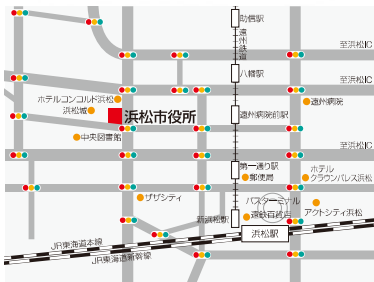 助信駅
遠州鉄道
至浜松IC
八幡駅
至浜松IC
ホテルコンコルド浜松
浜松城
遠州病院
浜松市役所
遠州病院前駅
中央図書館
至浜松IC
第一通り駅
郵便局
ホテル
クラウンパレス浜松
ザザシティ
バスターミナル
新浜松駅
遠鉄百貨店
アクトシティ浜松
浜松駅
JR東海道本線
JR東海道新幹線